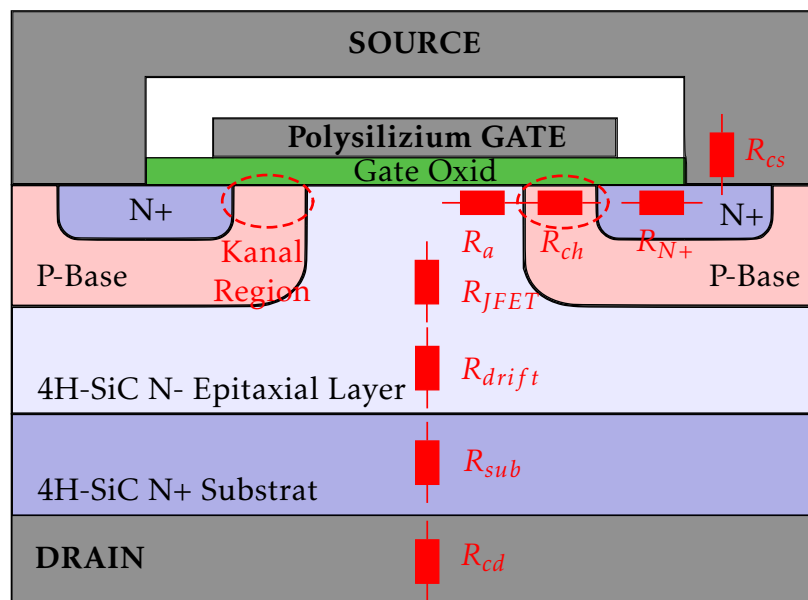 SOURCE
Polysilizium GATE
Gate Oxid
R_cs
N+
N+
Kanal
Region
R_a
R_ch
R_N+
P-Base
P-Base
R_JFET
R_drift
4H-SiC N- Epitaxial Layer
R_sub
4H-SiC N+ Substrat
DRAIN
R_cd